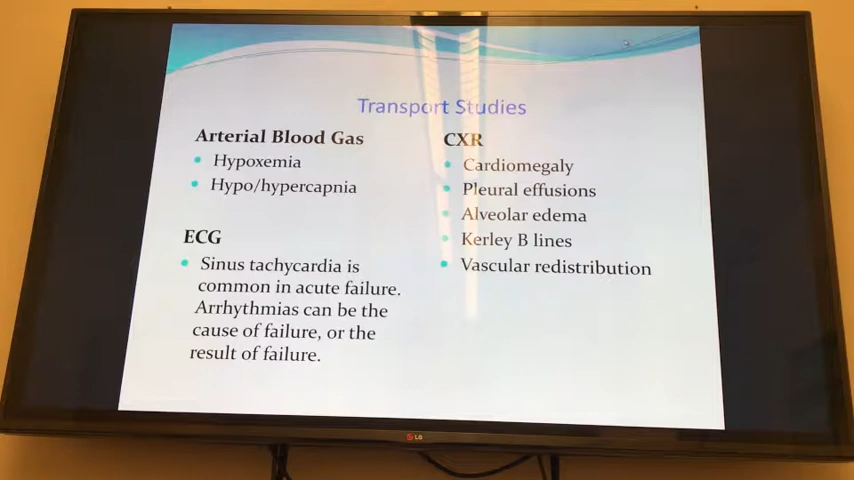 Transport Studies
Arterial Blood Gas
Hypoxemia
Hypo/hypercapnia
ECG
Sinus tachycardia is
common in acute failure.
Arrhythmias can be the
cause of failure, or the
result of failure.
CXR
Cardiomegaly
Pleural effusions
Alveolar edema
Kerley B lines
Vascular redistribution
LG